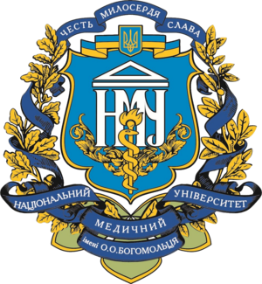 ЧЕСТЬ МИЛОСЕРДЯ СЛАВА
НМУ
НАЦІОНАЛЬНИЙ
МЕДИЧНИЙ
УНІВЕРСИТЕТ
імені О.О.БОГОМОЛЬЦЯ